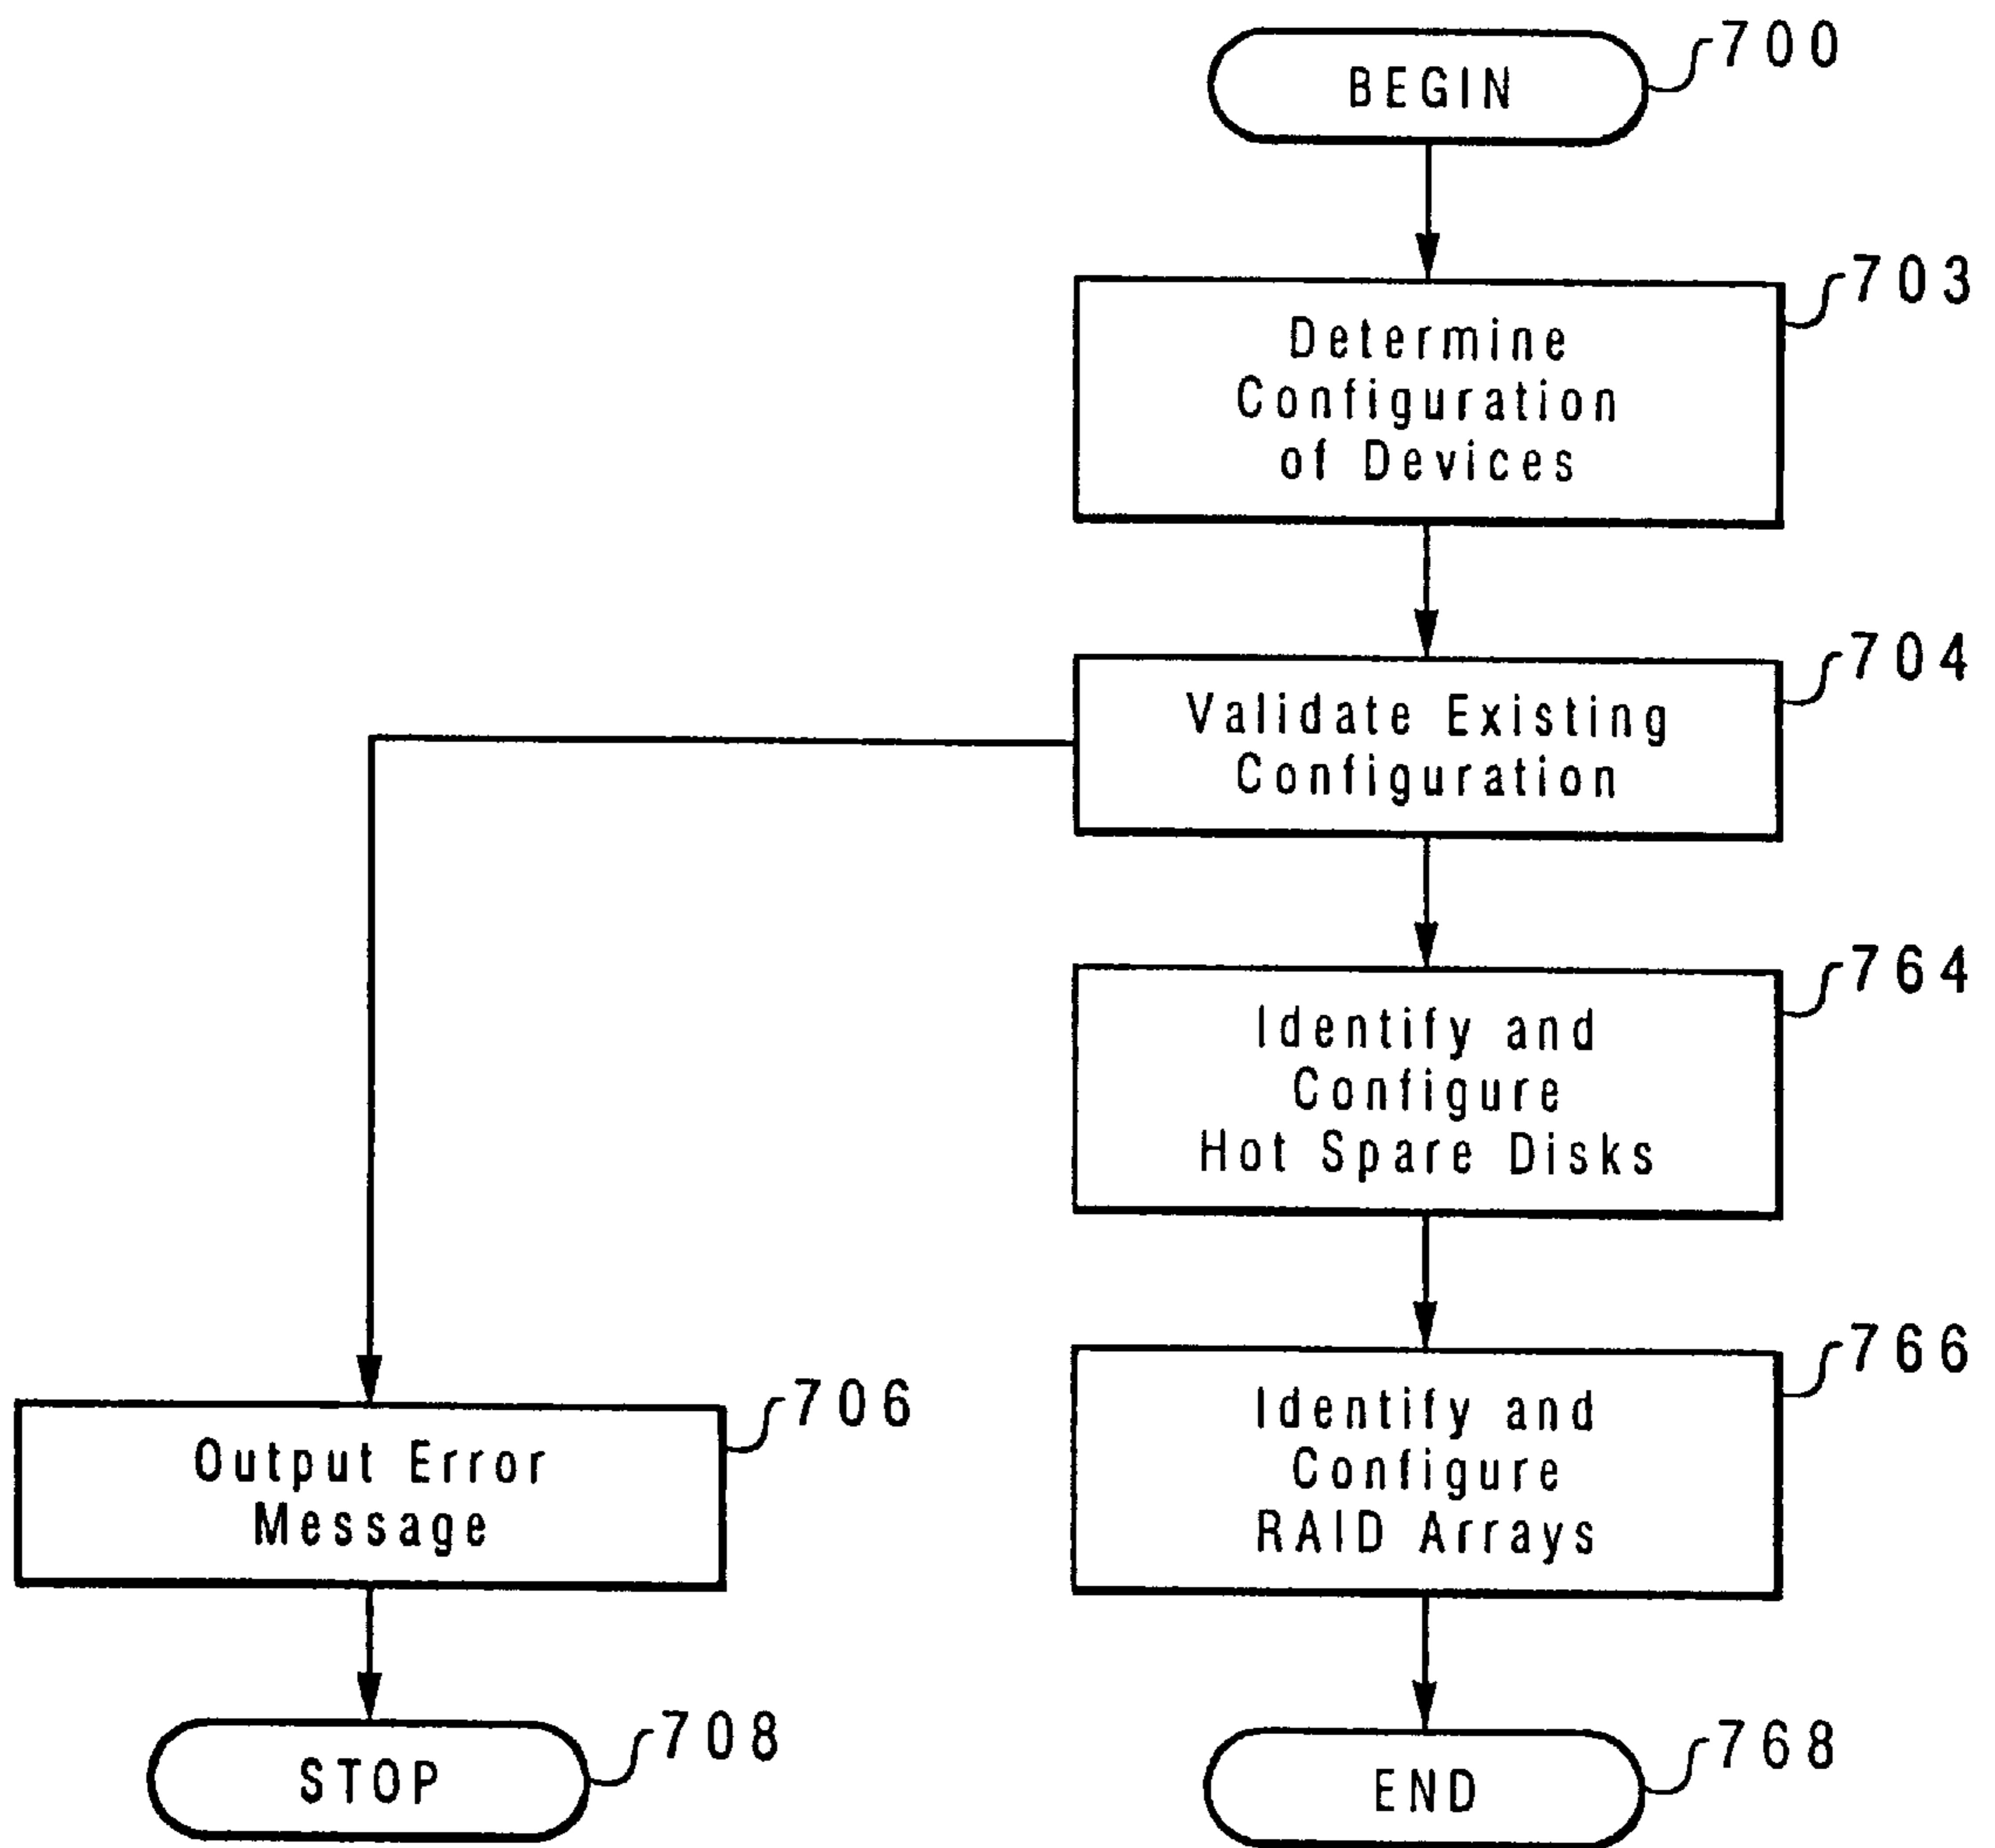 BEGIN
700
703
Determine
Configuration
of Devices
704
Validate Existing
Configuration
764
Identify and
Configure
Hot Spare Disks
766
Identify and
Configure
RAID Arrays
706
Output Error
Message
708
STOP
768
END